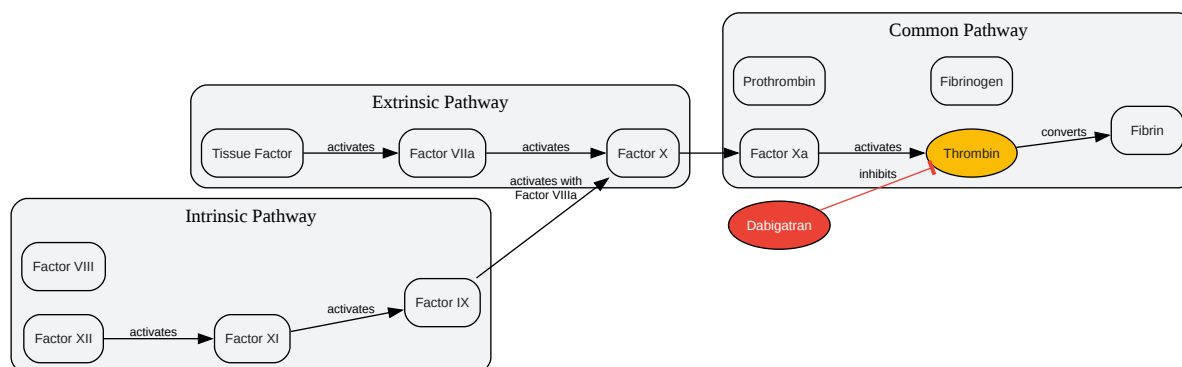 Common Pathway
Prothrombin
Fibrinogen
Extrinsic Pathway
Tissue Factor
activates
Factor VIIa
activates
Factor X
Factor Xa
activates
Thrombin
converts
Fibrin
inhibits
activates with
Factor VIIIa
Dabigatran
Intrinsic Pathway
Factor VIII
Factor XII
activates
Factor XI
activates
Factor IX